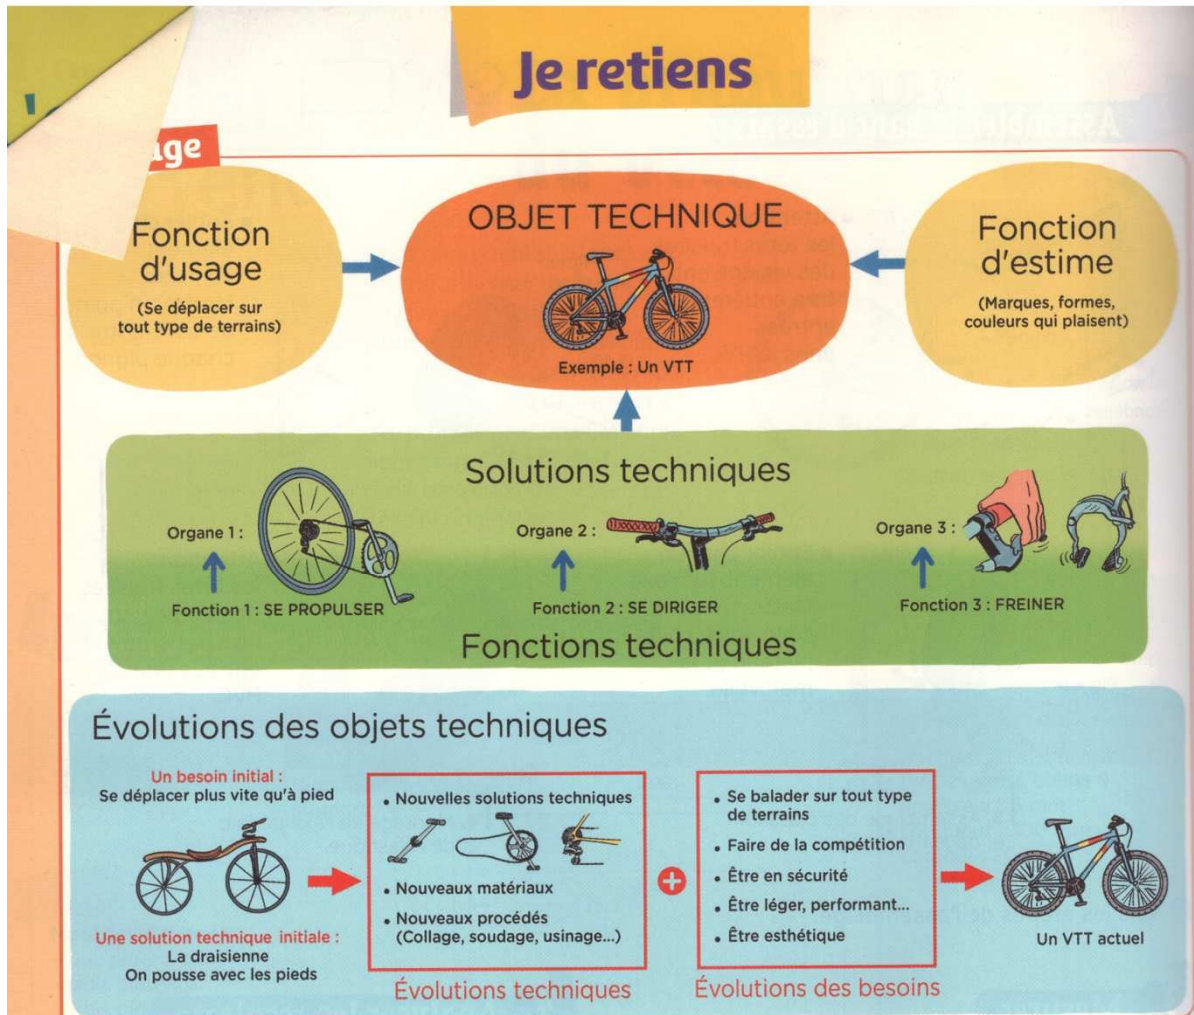 Je retiens
Fonction
d'usage
(Se déplacer sur
tout type de terrains)
OBJET TECHNIQUE
Exemple : Un VTT
Fonction
d'estime
(Marques, formes,
couleurs qui plaisent)
Solutions techniques
Organe 1 :
Organe 2 :
Organe 3 :
Fonction 1 : SE PROPULSER
Fonction 2 : SE DIRIGER
Fonction 3 : FREINER
Fonctions techniques
Évolutions des objets techniques
Un besoin initial :
Se déplacer plus vite qu'à pied
Une solution technique initiale :
La draisienne
On pousse avec les pieds
• Nouvelles solutions techniques
• Nouveaux matériaux
• Nouveaux procédés
(Collage, soudage, usinage...)
Évolutions techniques
• Se balader sur tout type
de terrains
• Faire de la compétition
• Être en sécurité
• Être léger, performant...
• Être esthétique
Évolutions des besoins
Un VTT actuel